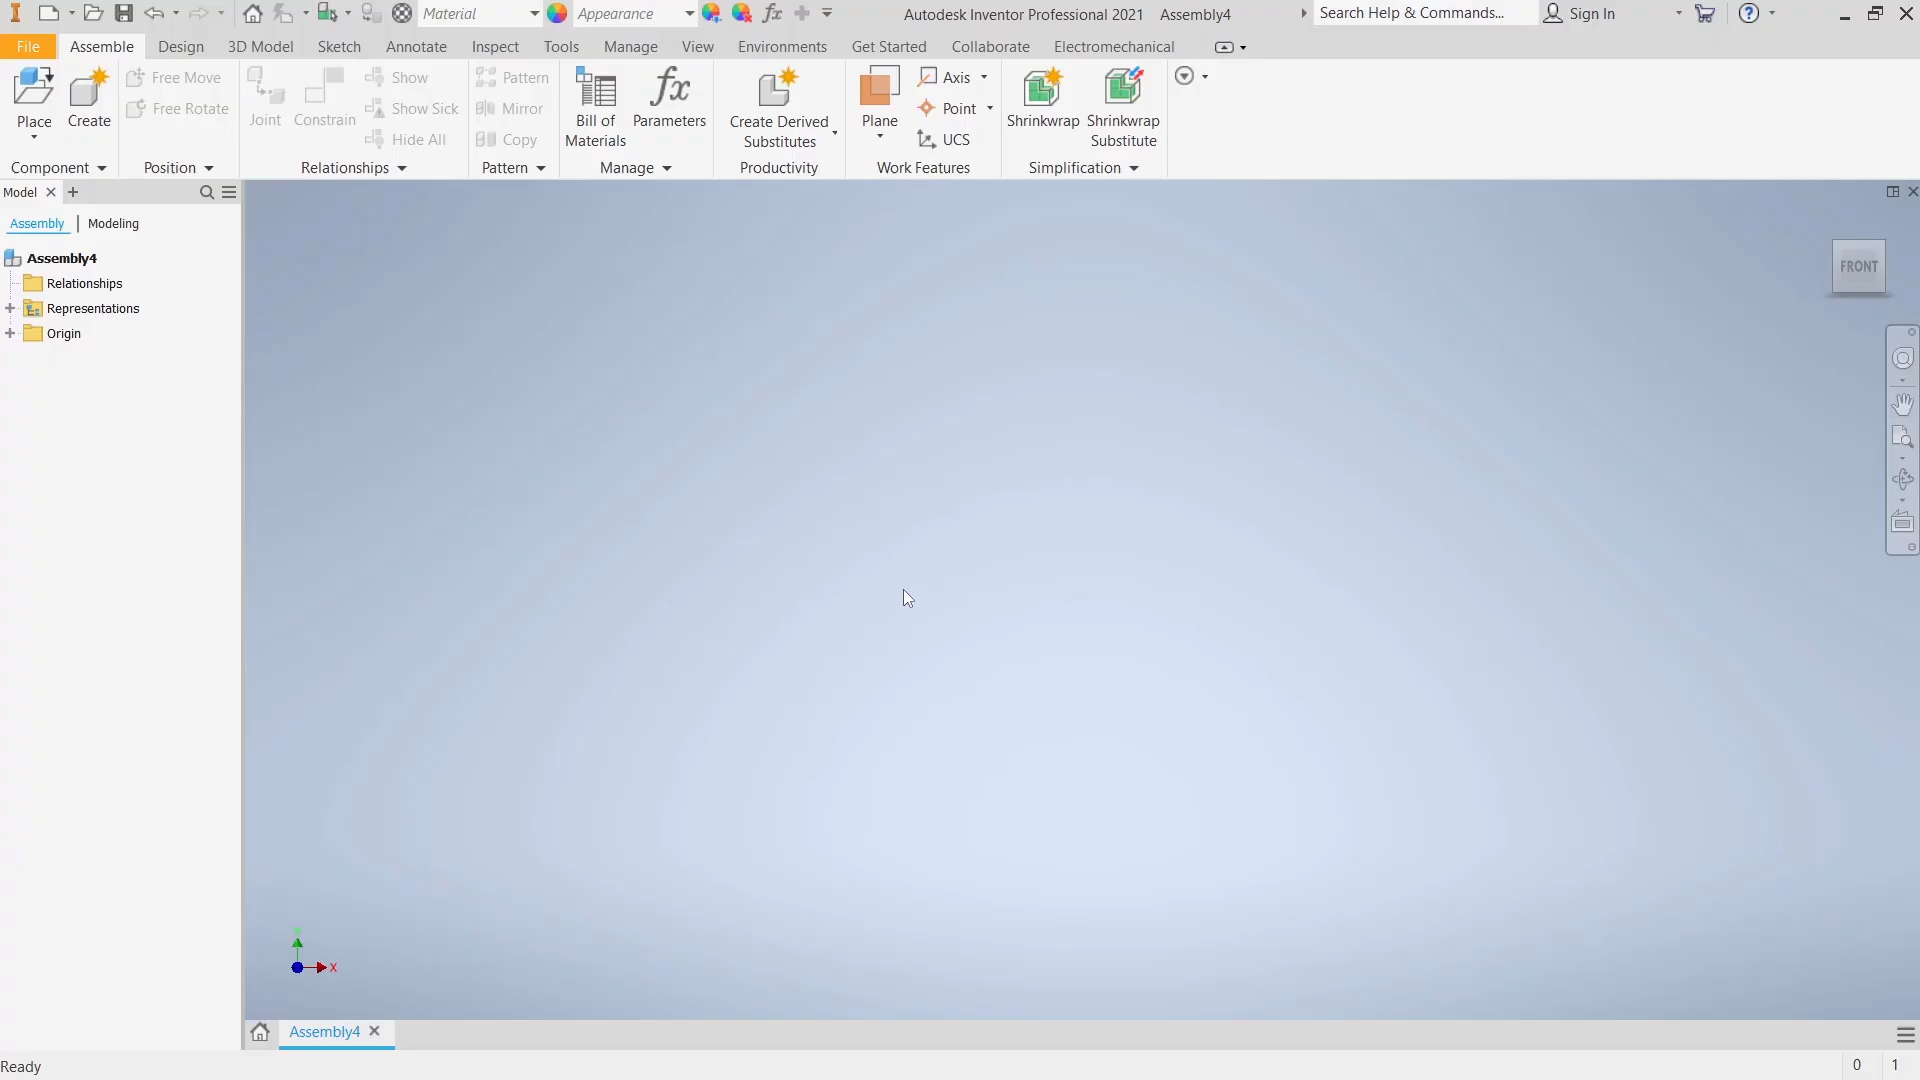 Material
Appearance
Autodesk Inventor Professional 2021 Assembly4
Search Help & Commands...
Sign In
File
Assemble
Design
3D Model
Sketch
Annotate
Inspect
Tools
Manage
View
Environments
Get Started
Collaborate
Electromechanical
Place
Create
Free Move
Free Rotate
Joint
Constrain
Show
Show Sick
Hide All
Pattern
Mirror
Copy
Bill of
Materials
fx
Parameters
Create Derived
Substitutes
Plane
Axis
Point
UCS
Shrinkwrap
Shrinkwrap
Substitute
Component
Position
Relationships
Pattern
Manage
Productivity
Work Features
Simplification
Model
Assembly
Modeling
Assembly4
Relationships
Representations
Origin
FRONT
X
Assembly4
Ready
0
1